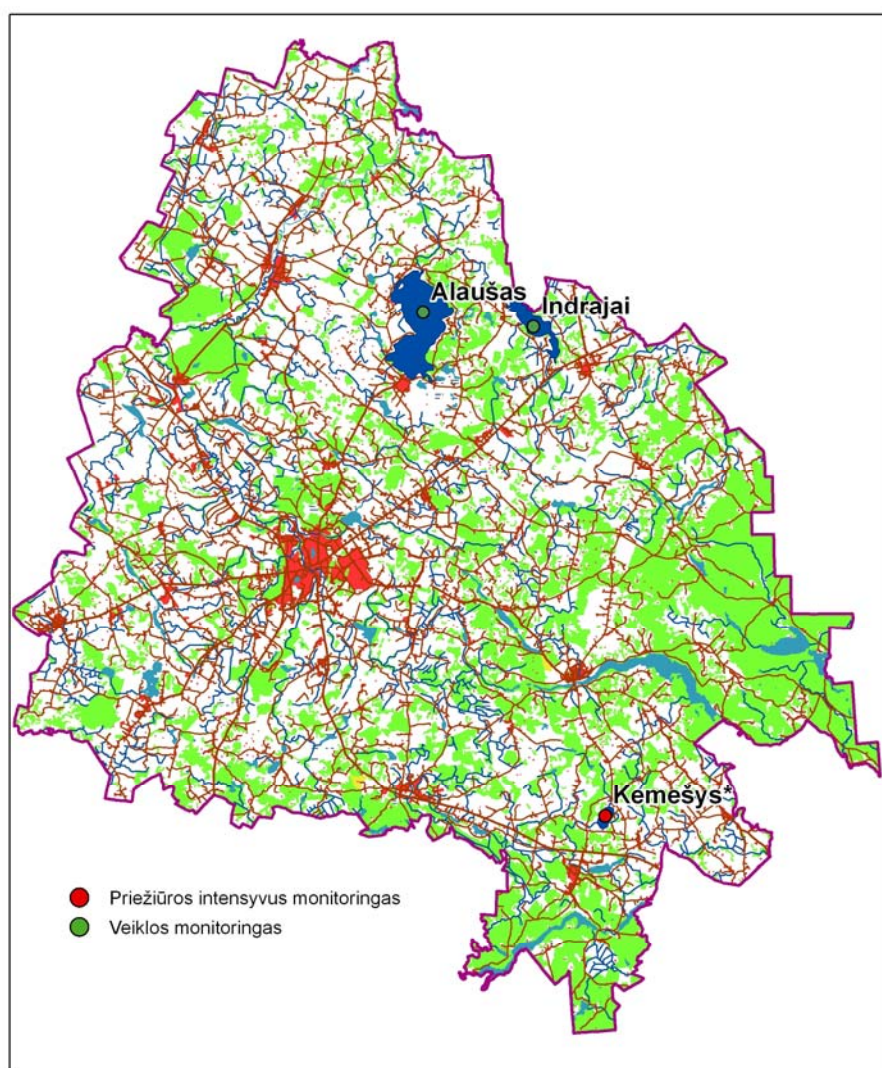 Alaušas
Indrajai
Kemešys*
Priežiūros intensyvus monitoringas
Veiklos monitoringas